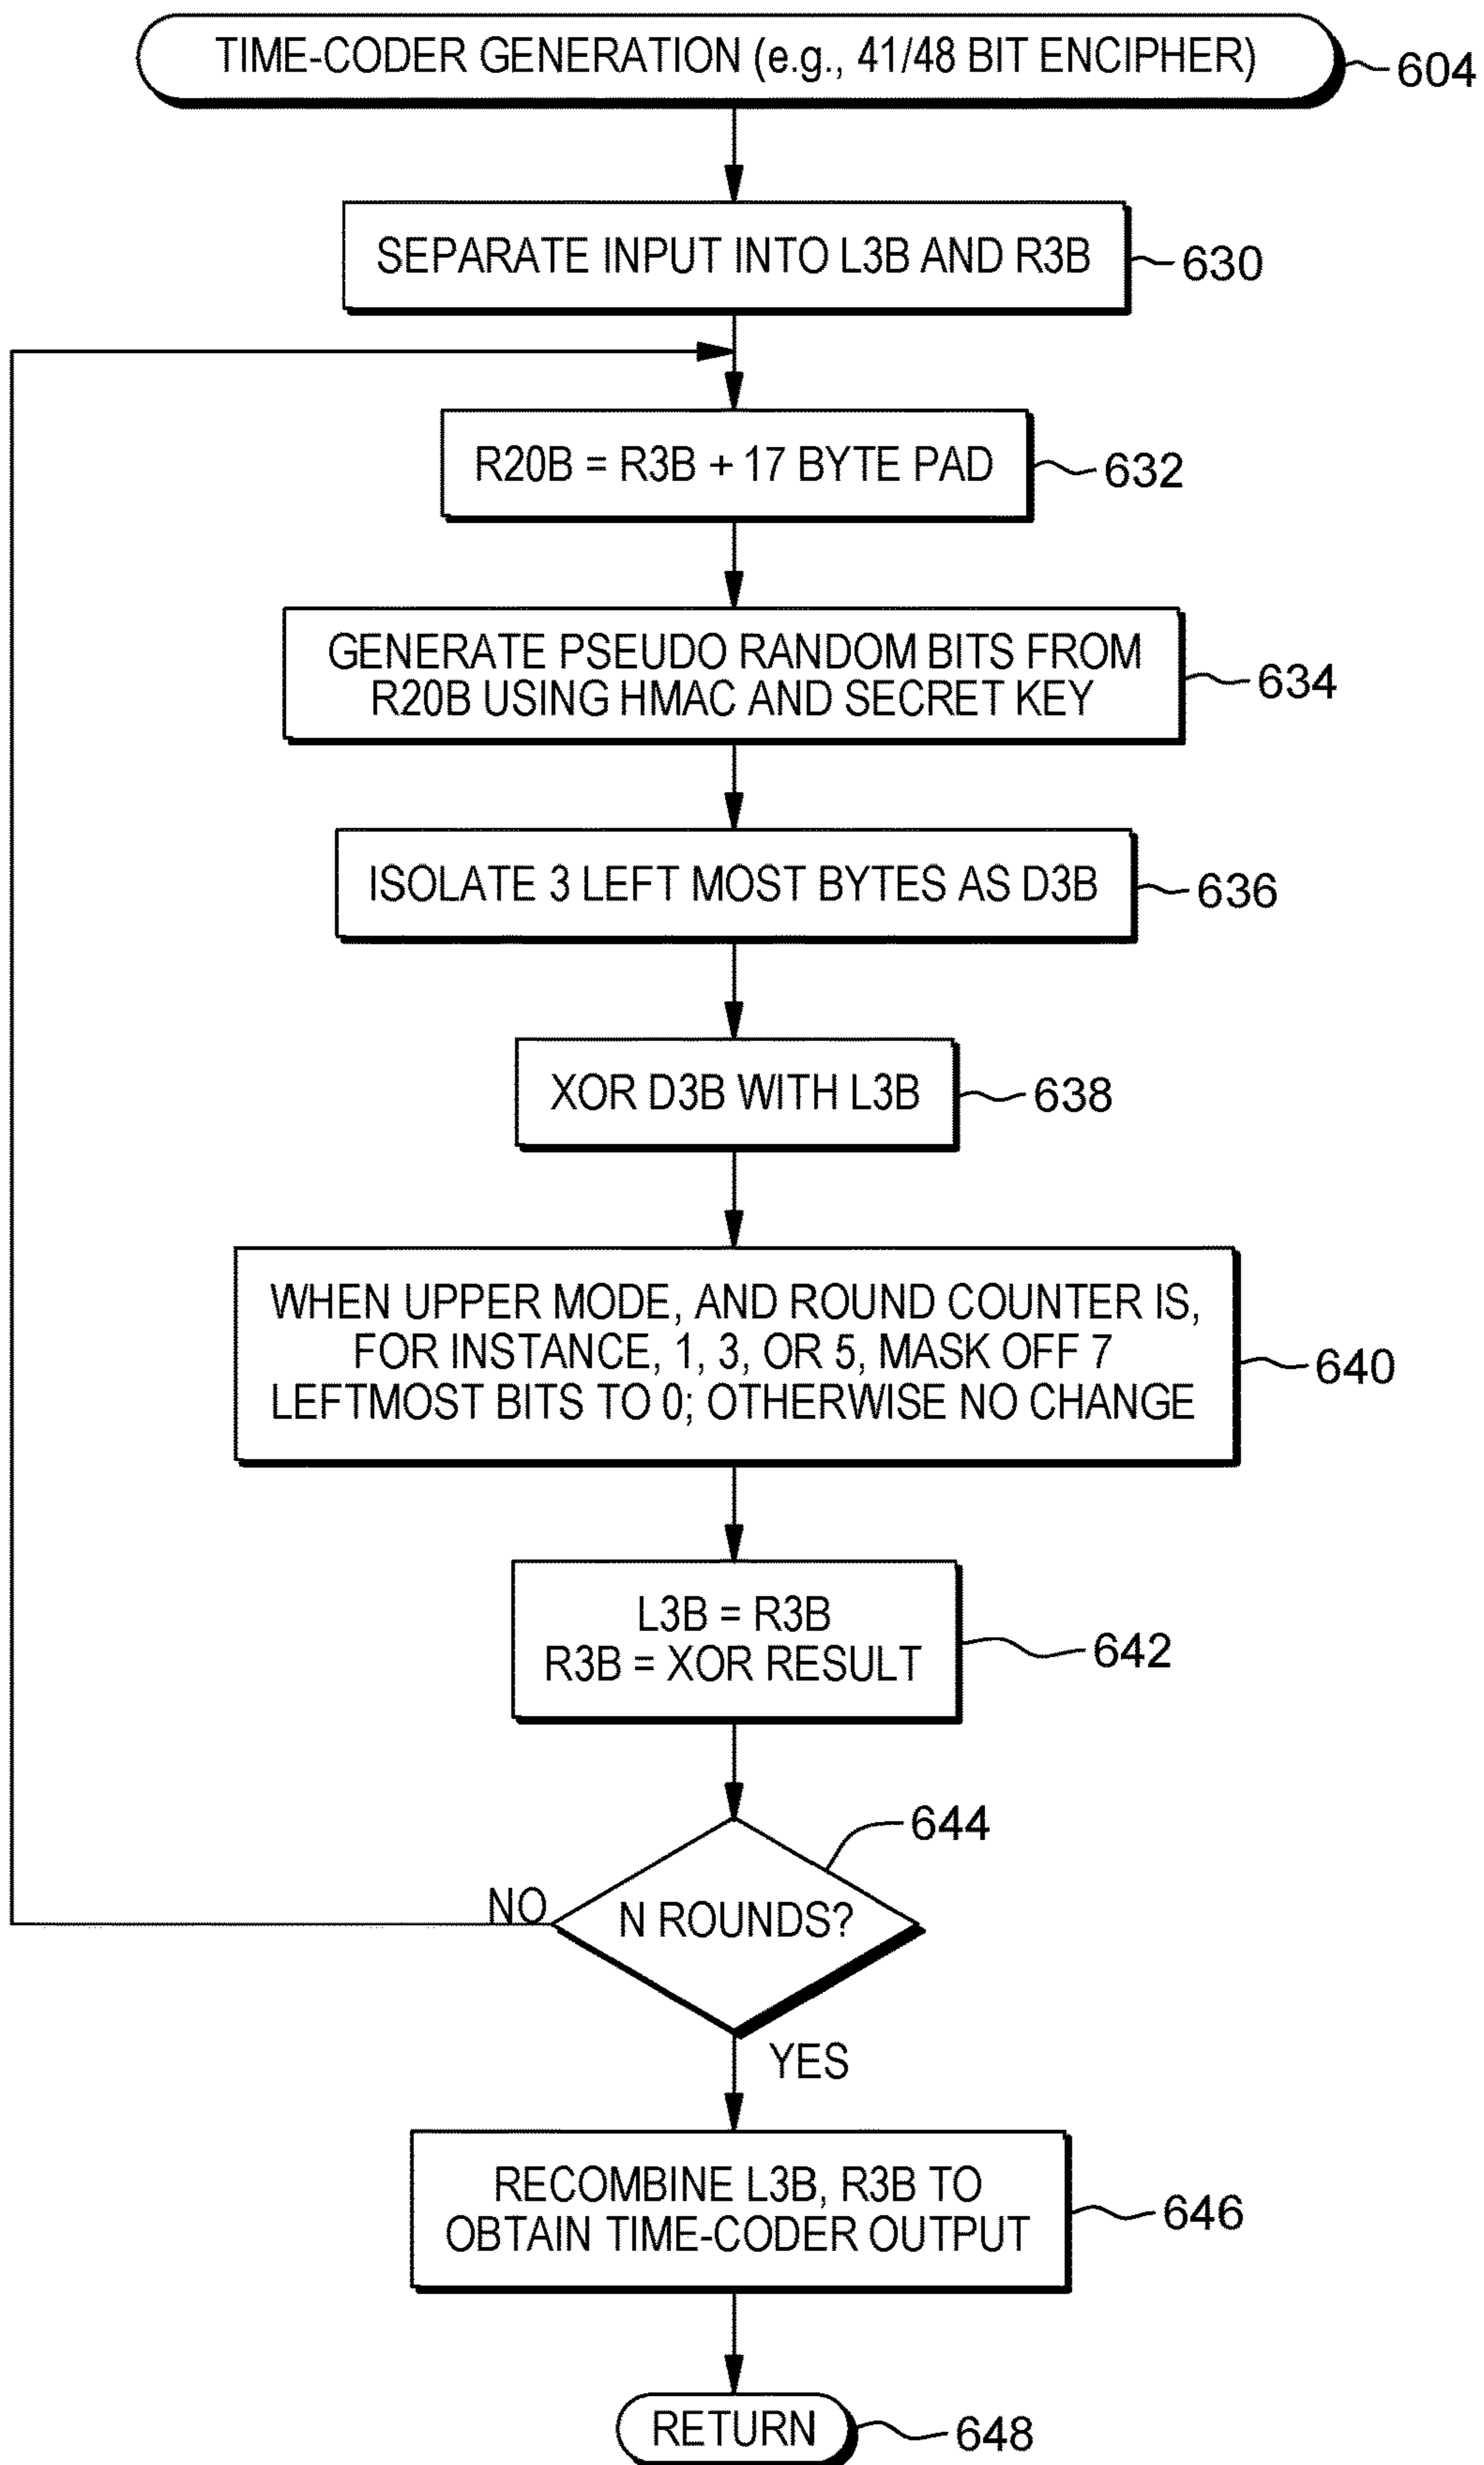 TIME-CODER GENERATION (e.g., 41/48 BIT ENCIPHER)
604
SEPARATE INPUT INTO L3B AND R3B
630
R20B = R3B + 17 BYTE PAD
632
GENERATE PSEUDO RANDOM BITS FROM
R20B USING HMAC AND SECRET KEY
634
ISOLATE 3 LEFT MOST BYTES AS D3B
636
XOR D3B WITH L3B
638
WHEN UPPER MODE, AND ROUND COUNTER IS,
FOR INSTANCE, 1, 3, OR 5, MASK OFF 7
LEFTMOST BITS TO 0; OTHERWISE NO CHANGE
640
L3B = R3B
R3B = XOR RESULT
642
644
NO
N ROUNDS?
YES
RECOMBINE L3B, R3B TO
OBTAIN TIME-CODER OUTPUT
646
RETURN
648